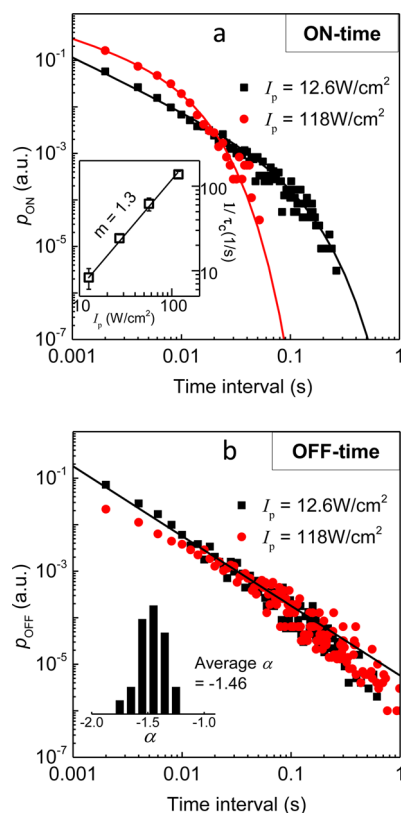 a ON-time
I_p = 12.6W/cm²
I_p = 118W/cm²
p_ON (a.u.)
10⁻¹
10⁻³
10⁻⁵
10⁻⁷
m = 1.3
1/ τ_c(1/s)
100
10
10 100
I_p (W/cm²)
0.001 0.01 0.1 1
Time interval (s)
b OFF-time
I_p = 12.6W/cm²
I_p = 118W/cm²
p_OFF (a.u.)
10⁻¹
10⁻³
10⁻⁵
10⁻⁷
Average α
= -1.46
-2.0 -1.5 -1.0
α
0.001 0.01 0.1 1
Time interval (s)